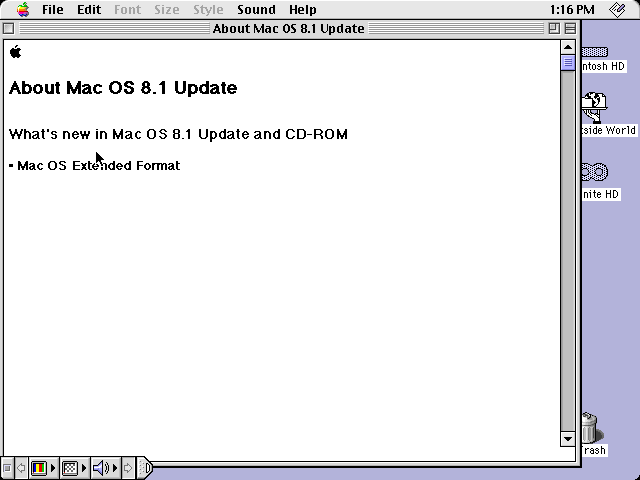 File Edit Font Size Style Sound Help 1:16 PM
About Mac OS 8.1 Update
About Mac OS 8.1 Update
What's new in Mac OS 8.1 Update and CD-ROM
• Mac OS Extended Format
ntosh HD
side World
nite HD
rash